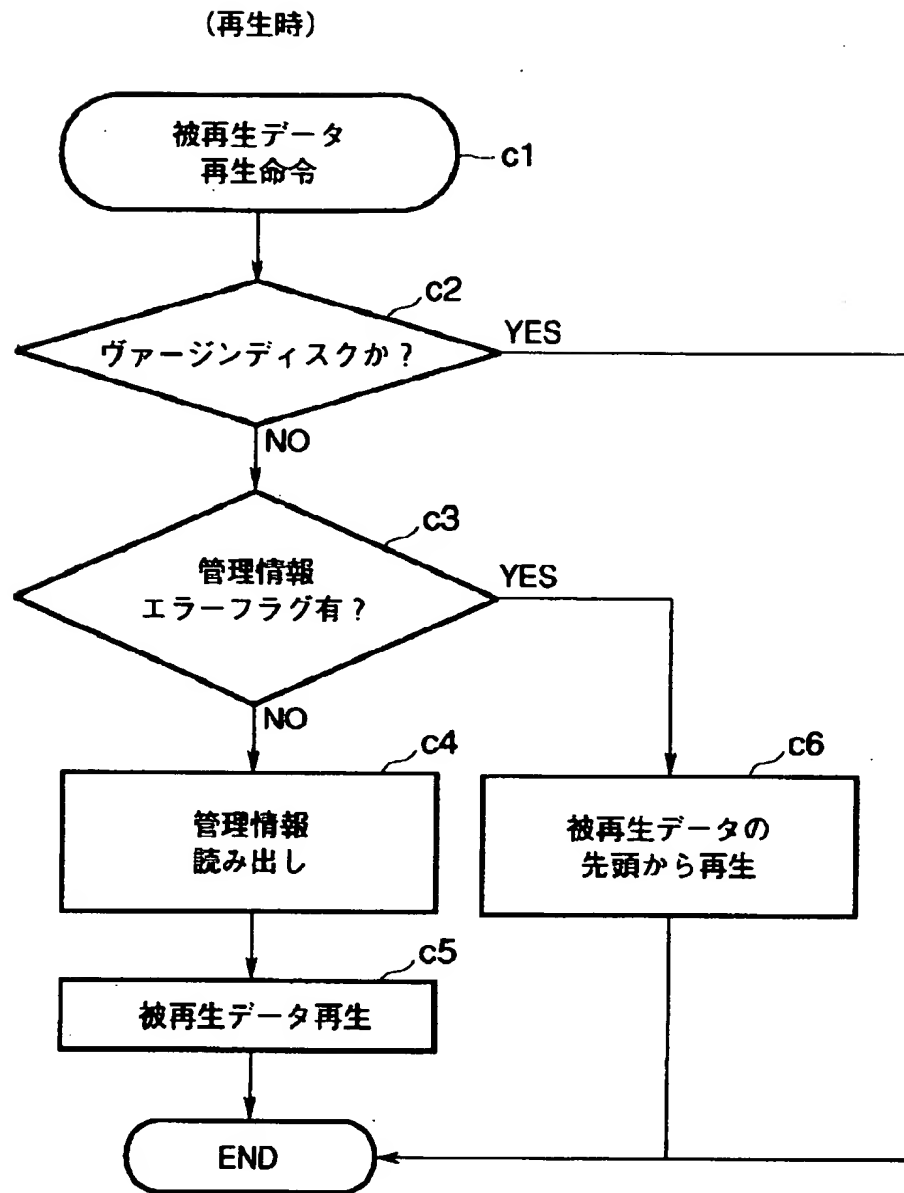 (再生時)
被再生データ
再生命令
c1
c2
ヴァージンディスクか？
YES
NO
c3
管理情報
エラーフラグ有？
YES
NO
c4
管理情報
読み出し
c6
被再生データの
先頭から再生
c5
被再生データ再生
END